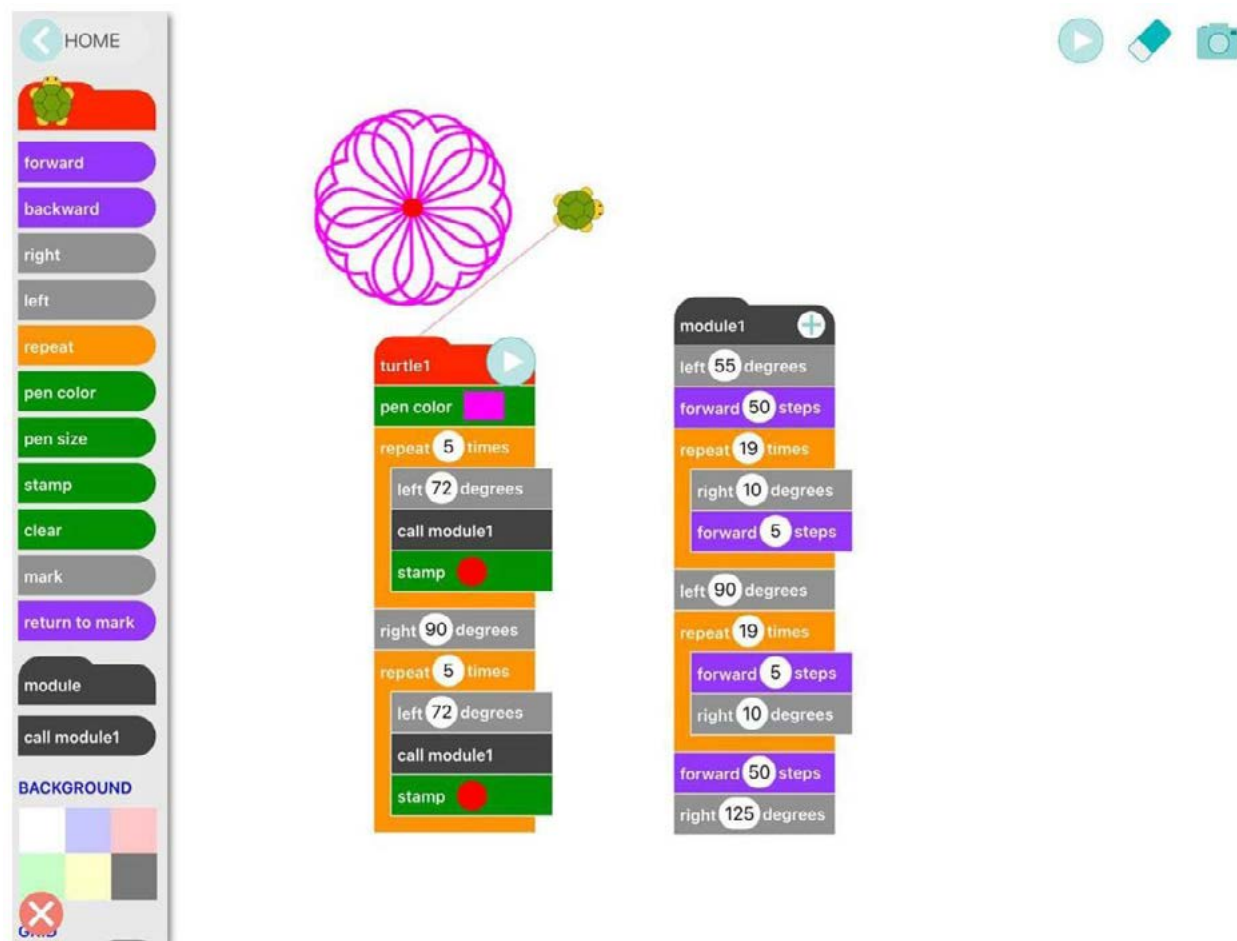 HOME
forward
backward
right
left
repeat
pen color
pen size
stamp
clear
mark
return to mark
module
call module1
BACKGROUND
GRID
turtle1
pen color
repeat 5 times
left 72 degrees
call module1
stamp
right 90 degrees
repeat 5 times
left 72 degrees
call module1
stamp
module1
left 55 degrees
forward 50 steps
repeat 19 times
right 10 degrees
forward 5 steps
left 90 degrees
repeat 19 times
forward 5 steps
right 10 degrees
forward 50 steps
right 125 degrees